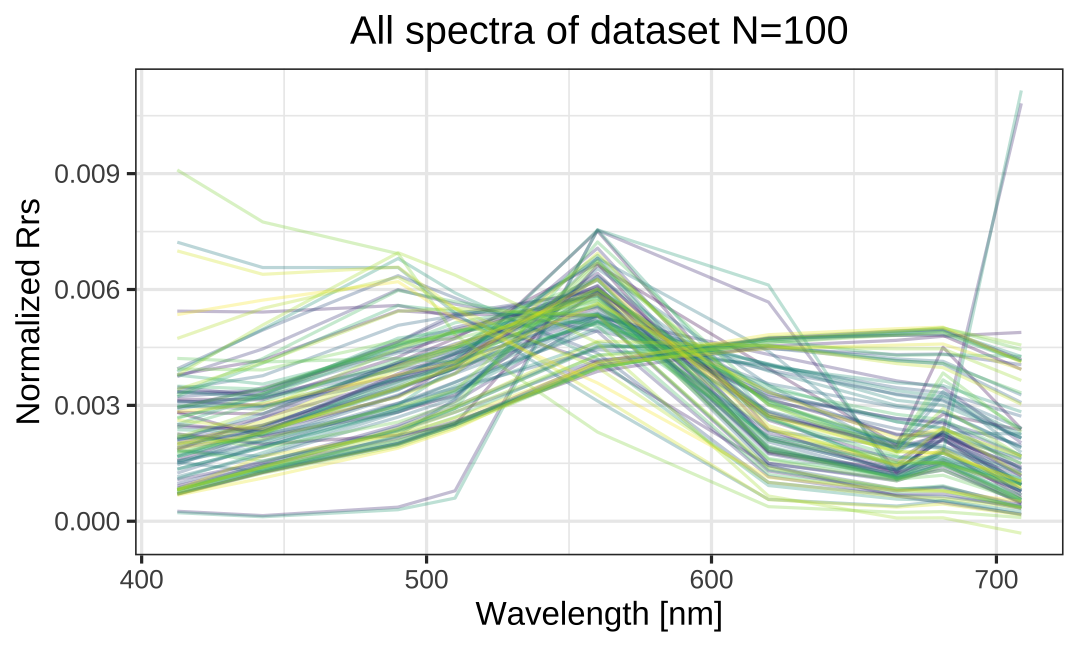 All spectra of dataset N=100
Normalized Rrs
0.009
0.006
0.003
0.000
400 500 600 700
Wavelength [nm]